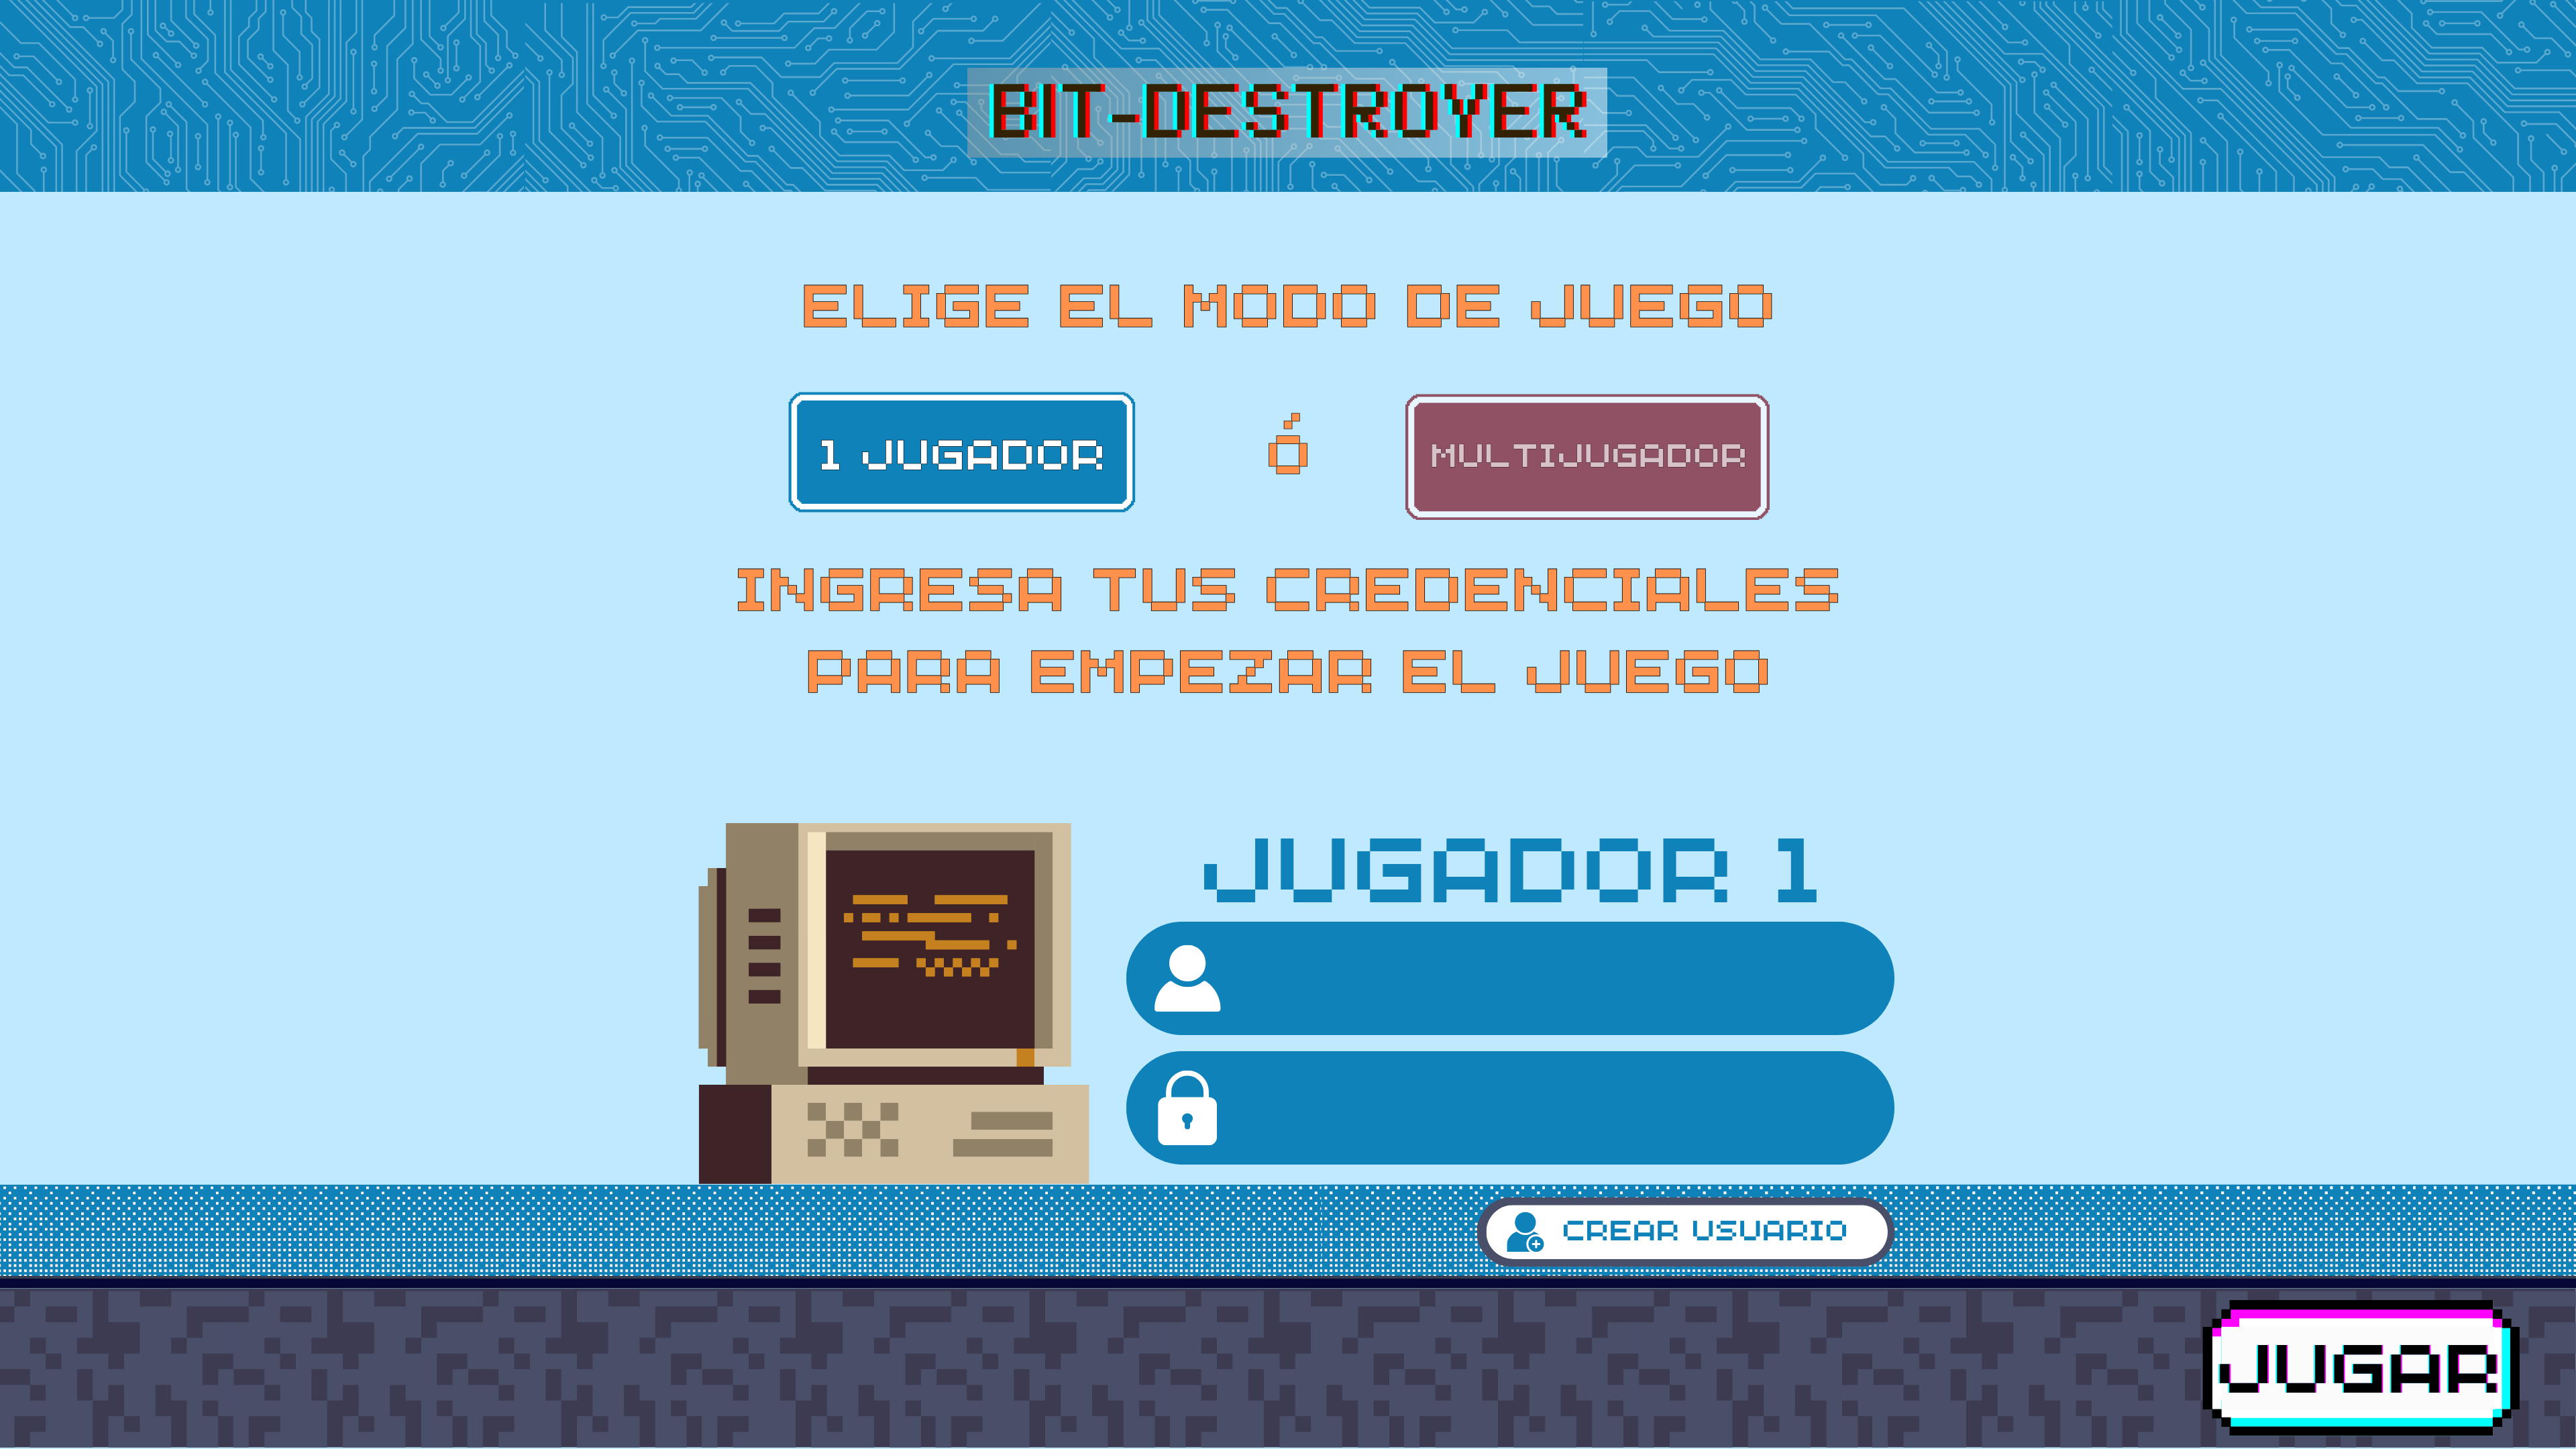 BIT-DESTROYER
ELIGE EL MODO DE JUEGO
1 JUGADOR Ó MULTIJUGADOR
INGRESA TUS CREDENCIALES
PARA EMPEZAR EL JUEGO
JUGADOR 1
CREAR USUARIO
JUGAR